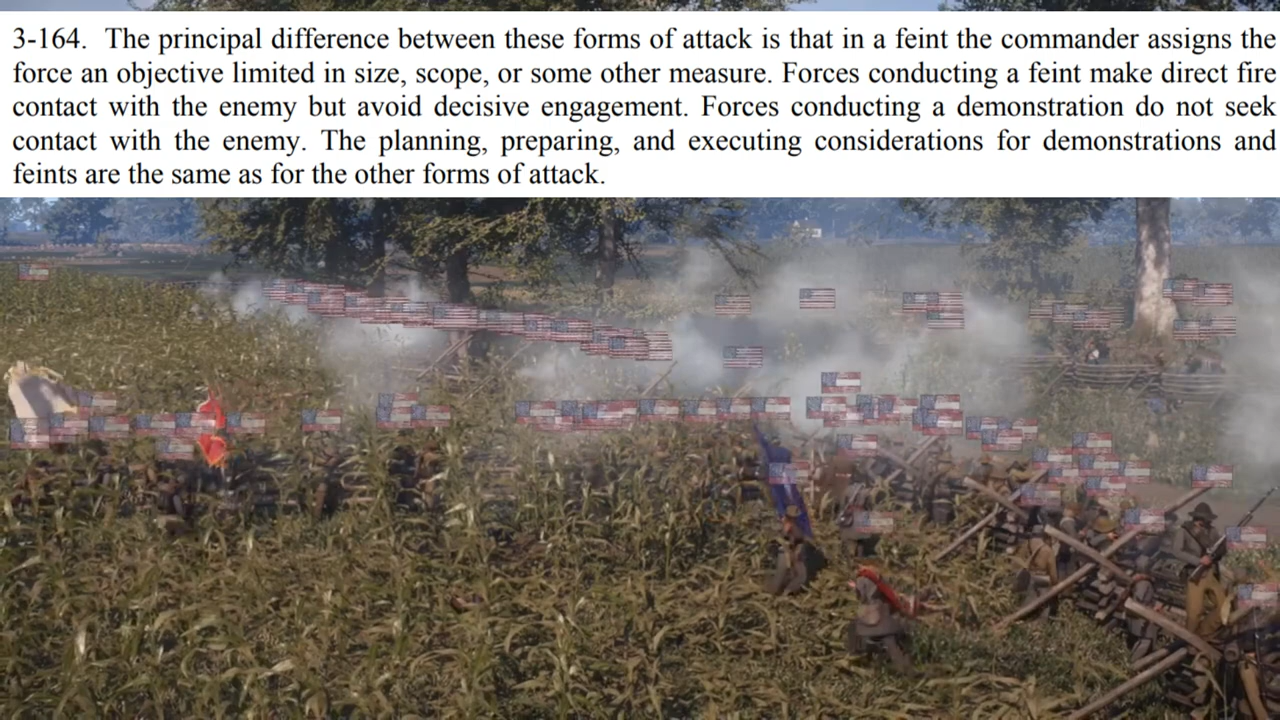 3-164. The principal difference between these forms of attack is that in a feint the commander assigns the
force an objective limited in size, scope, or some other measure. Forces conducting a feint make direct fire
contact with the enemy but avoid decisive engagement. Forces conducting a demonstration do not seek
contact with the enemy. The planning, preparing, and executing considerations for demonstrations and
feints are the same as for the other forms of attack.